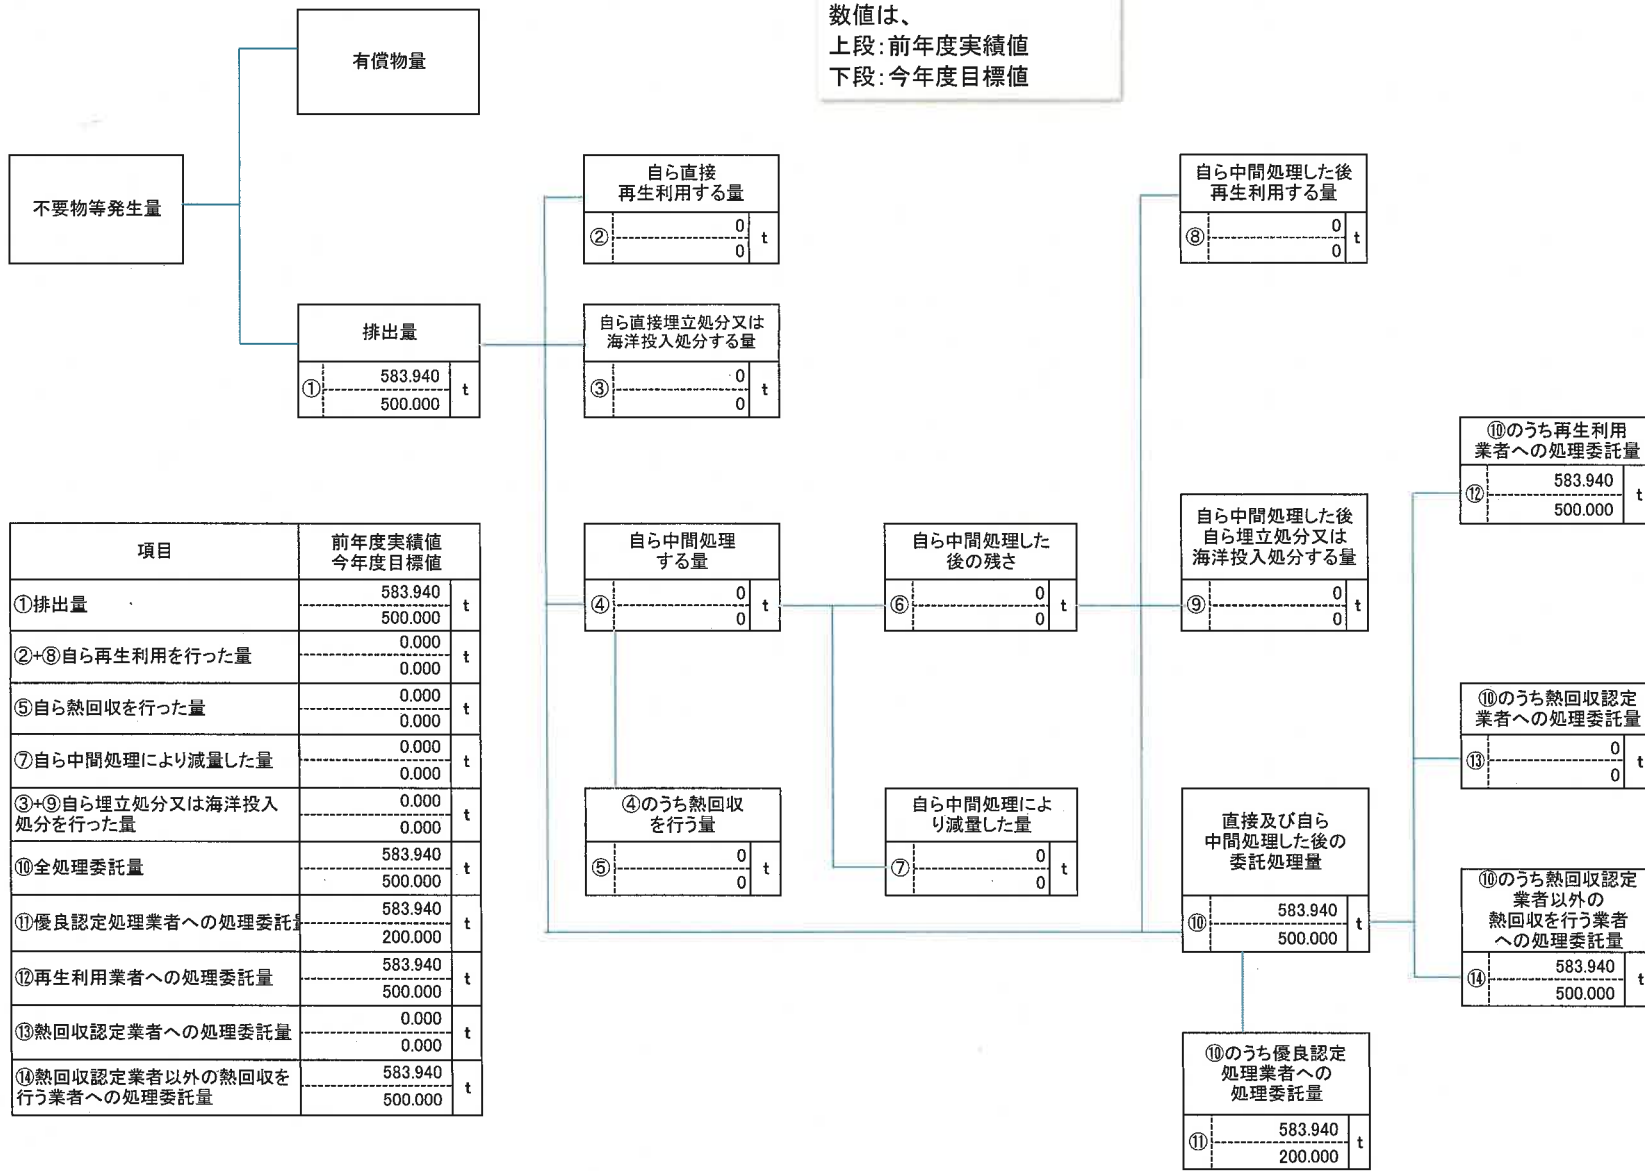 数値は、
上段:前年度実績値
下段:今年度目標値
有償物量
不要物等発生量
排出量
①
583.940
500.000
t
自ら直接
再生利用する量
②
0
0
t
自ら直接埋立処分又は
海洋投入処分する量
③
0
0
t
自ら中間処理
する量
④
0
0
t
④のうち熱回収
を行う量
⑤
0
0
t
自ら中間処理した
後の残さ
⑥
0
0
t
自ら中間処理によ
り減量した量
⑦
0
0
t
自ら中間処理した後
再生利用する量
⑧
0
0
t
自ら中間処理した後
自ら埋立処分又は
海洋投入処分する量
⑨
0
0
t
直接及び自ら
中間処理した後の
委託処理量
⑩
583.940
500.000
t
⑩のうち優良認定
処理業者への
処理委託量
⑪
583.940
200.000
t
⑩のうち再生利用
業者への処理委託量
⑫
583.940
500.000
t
⑩のうち熱回収認定
業者への処理委託量
⑬
0
0
t
⑩のうち熱回収認定
業者以外の
熱回収を行う業者
への処理委託量
⑭
583.940
500.000
t
項目
前年度実績値
今年度目標値
①排出量
583.940
500.000
t
②+⑧自ら再生利用を行った量
0.000
0.000
t
⑤自ら熱回収を行った量
0.000
0.000
t
⑦自ら中間処理により減量した量
0.000
0.000
t
③+⑨自ら埋立処分又は海洋投入
処分を行った量
0.000
0.000
t
⑩全処理委託量
583.940
500.000
t
⑪優良認定処理業者への処理委託量
583.940
200.000
t
⑫再生利用業者への処理委託量
583.940
500.000
t
⑬熱回収認定業者への処理委託量
0.000
0.000
t
⑭熱回収認定業者以外の熱回収を
行う業者への処理委託量
583.940
500.000
t